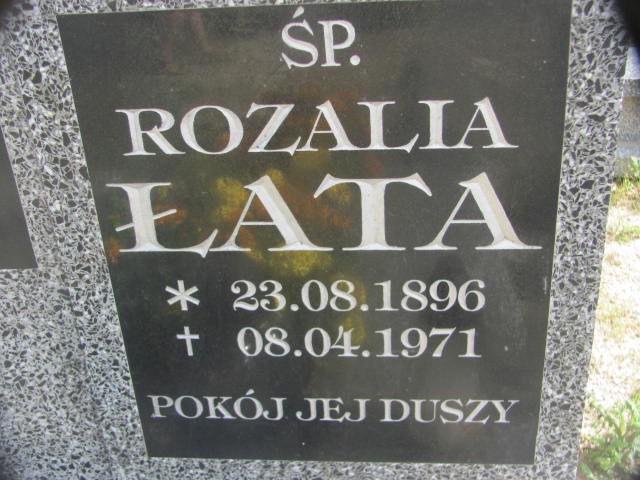 ŚP.
ROZALIA
ŁATA
* 23.08.1896
† 08.04.1971
POKÓJ JEJ DUSZY